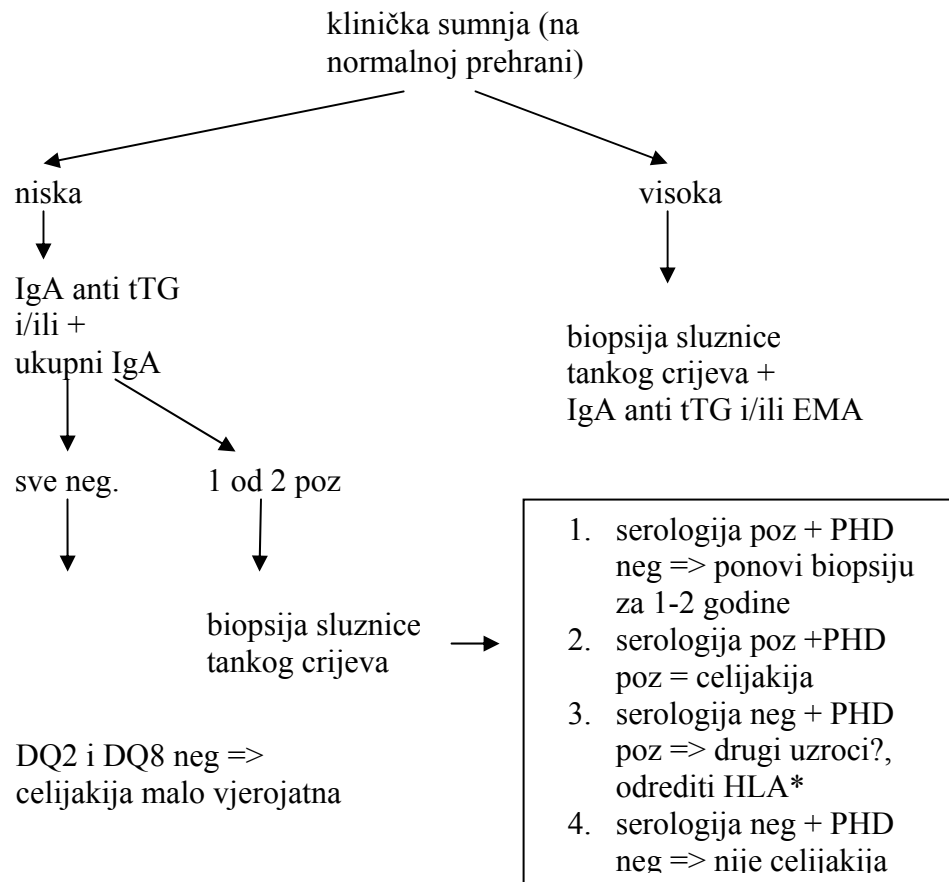 klinička sumnja (na
normalnoj prehrani)
niska
visoka
IgA anti tTG
i/ili +
ukupni IgA
biopsija sluznice
tankog crijeva +
IgA anti tTG i/ili EMA
sve neg.
1 od 2 poz
biopsija sluznice
tankog crijeva
1. serologija poz + PHD
neg => ponovi biopsiju
za 1-2 godine
2. serologija poz +PHD
poz = celijakija
3. serologija neg + PHD
poz => drugi uzroci?,
odrediti HLA*
4. serologija neg + PHD
neg => nije celijakija
DQ2 i DQ8 neg =>
celijakija malo vjerojatna